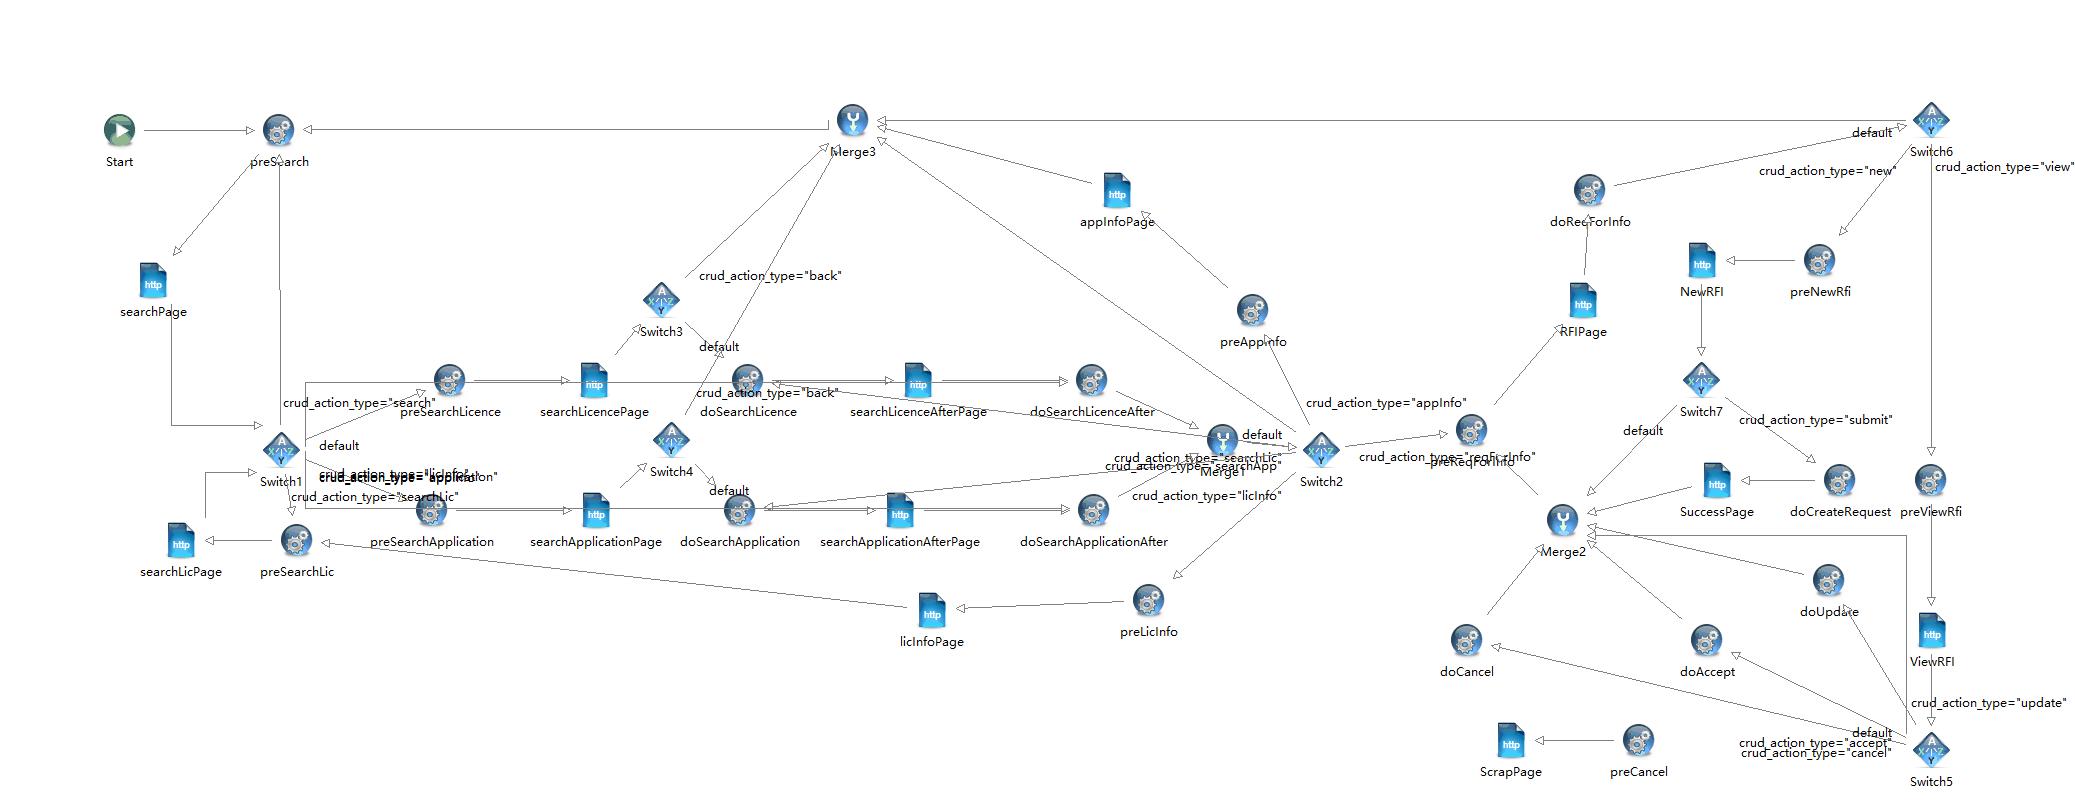 Start
preSearch
Merge3
default
Switch6
crud_action_type="new"
crud_action_type="view"
appInfoPage
doReqForInfo
searchPage
crud_action_type="back"
NewRFI
preNewRfi
Switch3
RFIPage
preAppInfo
default
crud_action_type="search"
preSearchLicence
searchLicencePage
crud_action_type="back"
doSearchLicence
searchLicenceAfterPage
doSearchLicenceAfter
crud_action_type="appInfo"
Switch7
crud_action_type="submit"
default
default
default
crud_action_type="searchLic"
crud_action_type="searchApp"
Merge1
crud_action_type="reqForInfo"
preReqForInfo
Switch4
Switch1
crud_action_type="licInfo"
Switch2
default
crud_action_type="searchLic"
crud_action_type="licInfo"
SuccessPage
doCreateRequest
preViewRfi
preSearchApplication
searchApplicationPage
doSearchApplication
searchApplicationAfterPage
doSearchApplicationAfter
Merge2
searchLicPage
preSearchLic
doUpdate
preLicInfo
licInfoPage
doCancel
doAccept
ViewRFI
crud_action_type="update"
default
crud_action_type="accept"
crud_action_type="cancel"
ScrapPage
preCancel
Switch5